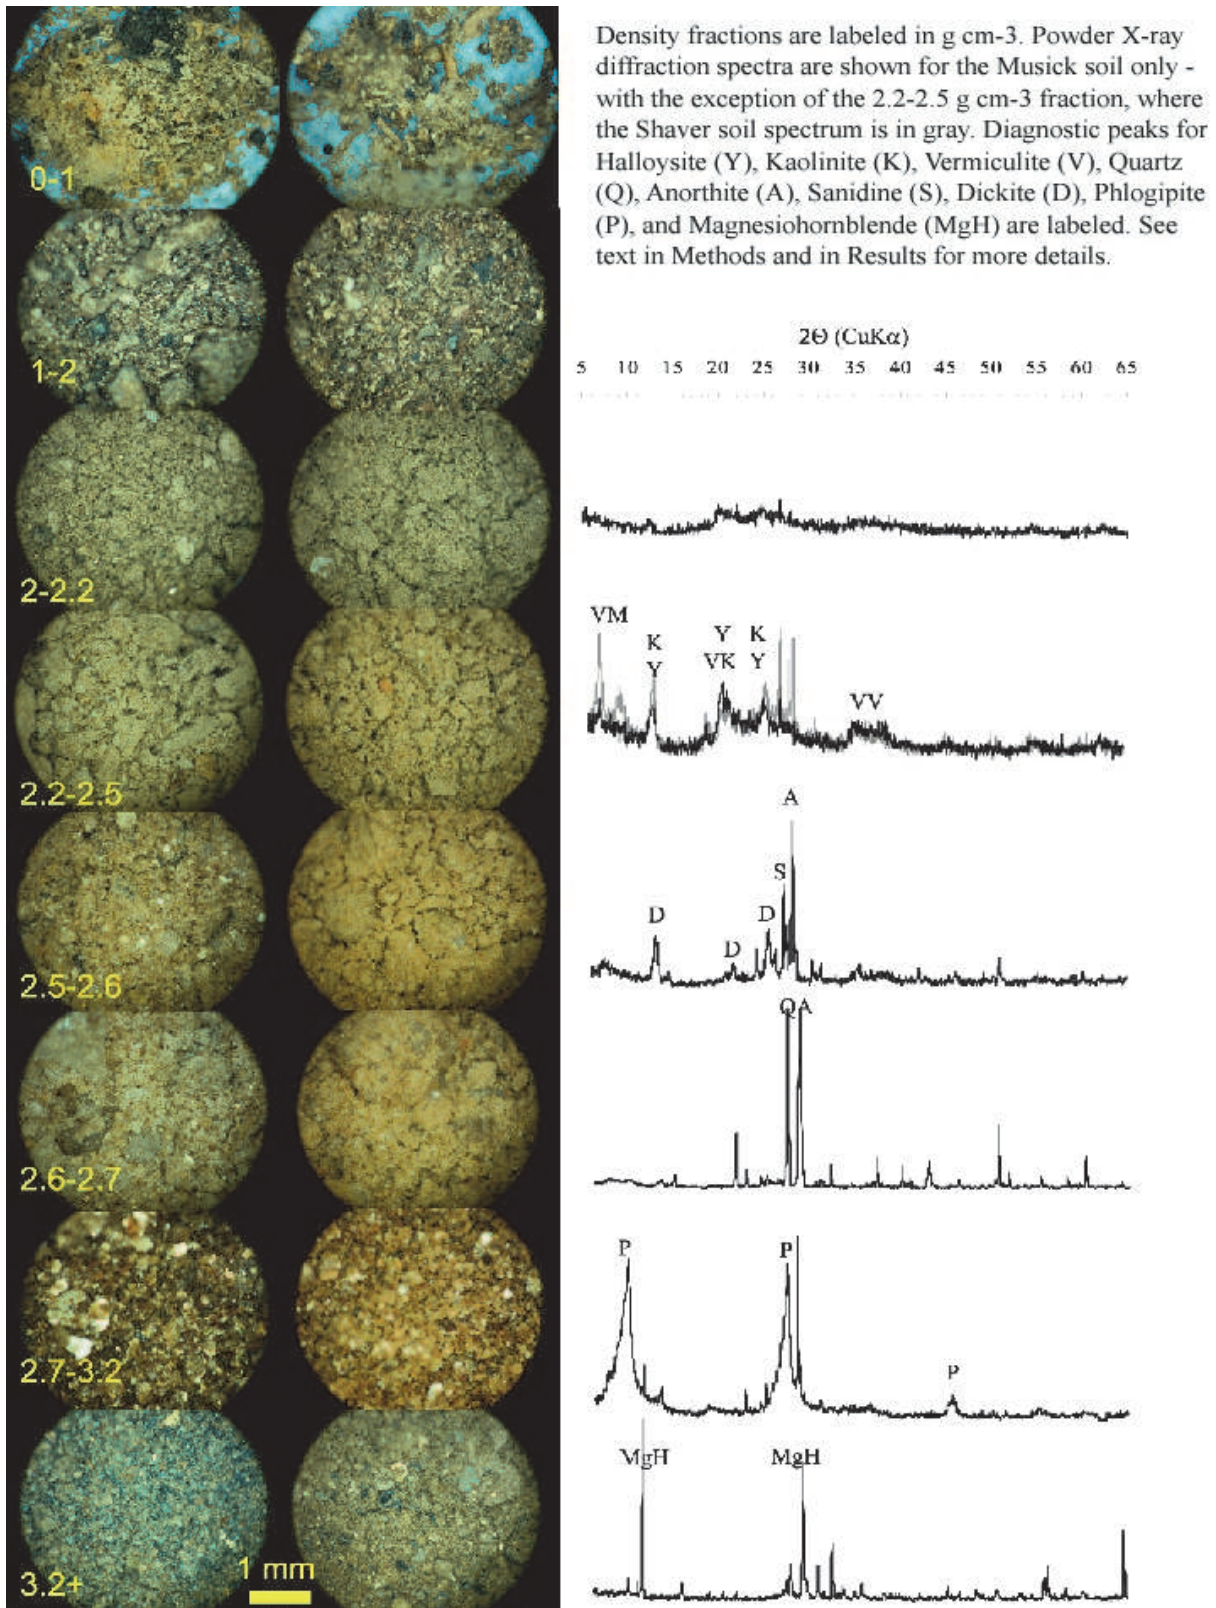 Density fractions are labeled in g cm-3. Powder X-ray
diffraction spectra are shown for the Musick soil only -
with the exception of the 2.2-2.5 g cm-3 fraction, where
the Shaver soil spectrum is in gray. Diagnostic peaks for
Halloysite (Y), Kaolinite (K), Vermiculite (V), Quartz
(Q), Anorthite (A), Sanidine (S), Dickite (D), Phlogipite
(P), and Magnesiohornblende (MgH) are labeled. See
text in Methods and in Results for more details.
0-1
2Θ (CuKα)
5 10 15 20 25 30 35 40 45 50 55 60 65
1-2
2-2.2
VM
K
Y
Y
VK
K
Y
VV
2.2-2.5
A
S
D
D
D
2.5-2.6
QA
2.6-2.7
P
P
P
2.7-3.2
MgH
MgH
1 mm
3.2+